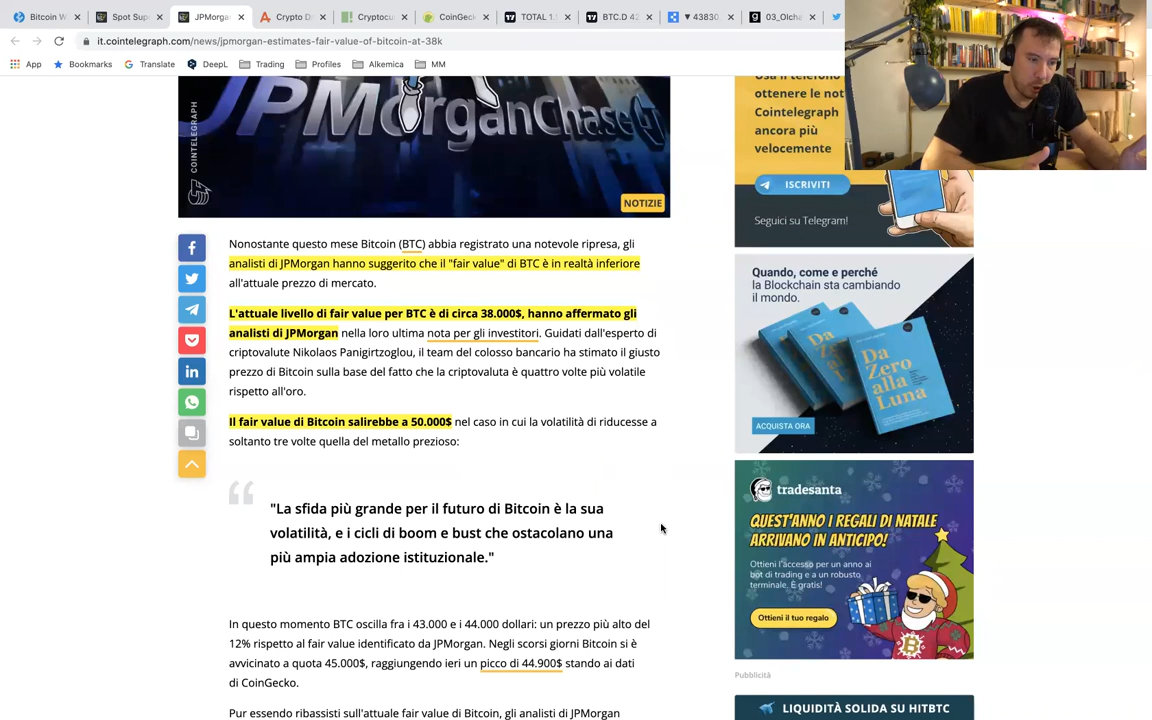 Bitcoin W
Spot Sup
JPMorga
Crypto D
Cryptocu
CoinGeck
TOTAL 1.5
BTC.D 42
▼ 43830.
03_Olcha
it.cointelegraph.com/news/jpmorgan-estimates-fair-value-of-bitcoin-at-38k
App
Bookmarks
Translate
DeepL
Trading
Profiles
Alkemica
MM
COINTELEGRAPH
JPMorganChase
NOTIZIE
Nonostante questo mese Bitcoin (BTC) abbia registrato una notevole ripresa, gli
analisti di JPMorgan hanno suggerito che il "fair value" di BTC è in realtà inferiore
all'attuale prezzo di mercato.
L'attuale livello di fair value per BTC è di circa 38.000$, hanno affermato gli
analisti di JPMorgan nella loro ultima nota per gli investitori. Guidati dall'esperto di
criptovalute Nikolaos Panigirtzoglou, il team del colosso bancario ha stimato il giusto
prezzo di Bitcoin sulla base del fatto che la criptovaluta è quattro volte più volatile
rispetto all'oro.
Il fair value di Bitcoin salirebbe a 50.000$ nel caso in cui la volatilità di riducesse a
soltanto tre volte quella del metallo prezioso:
"La sfida più grande per il futuro di Bitcoin è la sua
volatilità, e i cicli di boom e bust che ostacolano una
più ampia adozione istituzionale."
In questo momento BTC oscilla fra i 43.000 e i 44.000 dollari: un prezzo più alto del
12% rispetto al fair value identificato da JPMorgan. Negli scorsi giorni Bitcoin si è
avvicinato a quota 45.000$, raggiungendo ieri un picco di 44.900$ stando ai dati
di CoinGecko.
Pur essendo ribassisti sull'attuale fair value di Bitcoin, gli analisti di JPMorgan
Usa il telefono
ottenere le not
Cointelegraph
ancora più
velocemente
ISCRIVITI
Seguici su Telegram!
Quando, come e perché
la Blockchain sta cambiando
il mondo.
Da
Zero
alla
Luna
ACQUISTA ORA
tradesanta
QUEST'ANNO I REGALI DI NATALE
ARRIVANO IN ANTICIPO!
Ottieni l'accesso per un anno ai
bot di trading e a un robusto
terminale. È gratis!
Ottieni il tuo regalo
Pubblicità
LIQUIDITÀ SOLIDA SU HITBTC